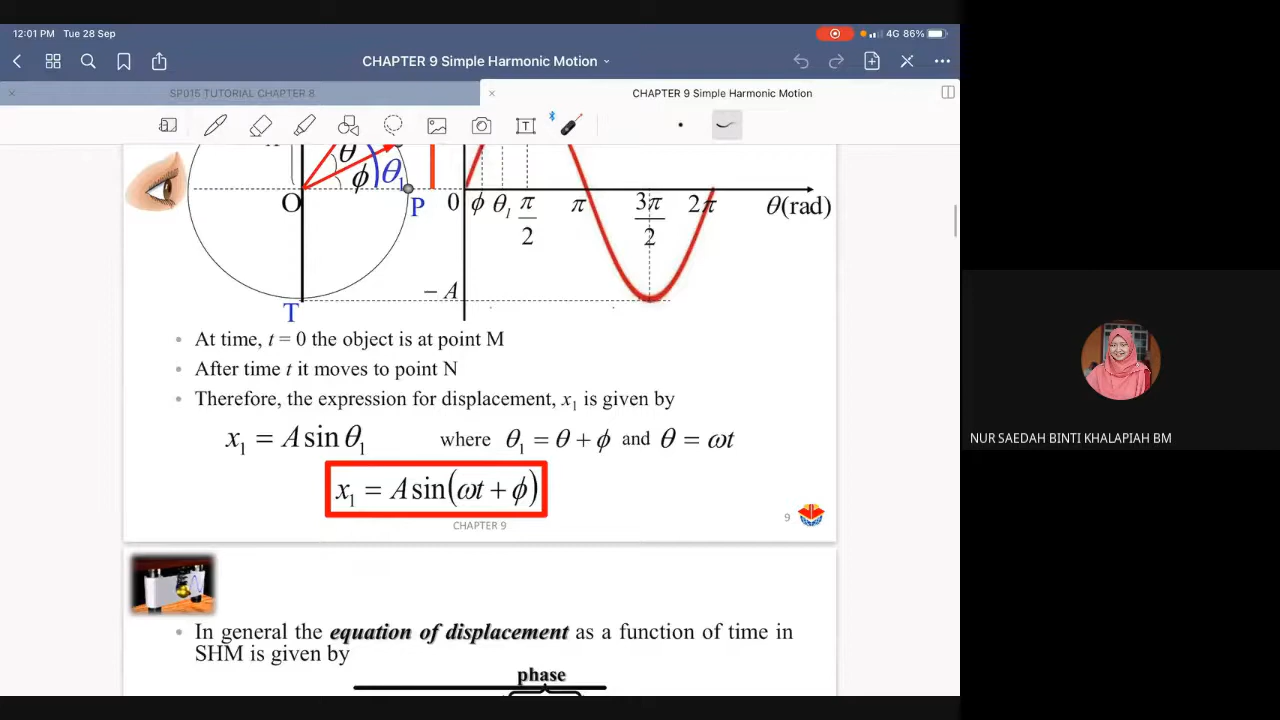 12:01 PM Tue 28 Sep
4G 86%
CHAPTER 9 Simple Harmonic Motion
SP015 TUTORIAL CHAPTER 8
CHAPTER 9 Simple Harmonic Motion
T
θ
ϕ θ₁
O P 0 ϕ θ₁ π/2 π 3π/2 2π θ(rad)
− A
T
• At time, t = 0 the object is at point M
• After time t it moves to point N
• Therefore, the expression for displacement, x₁ is given by
x₁ = A sin θ₁ where θ₁ = θ + ϕ and θ = ωt
x₁ = A sin(ωt + ϕ)
CHAPTER 9
9
• In general the equation of displacement as a function of time in
SHM is given by
phase
NUR SAEDAH BINTI KHALAPIAH BM